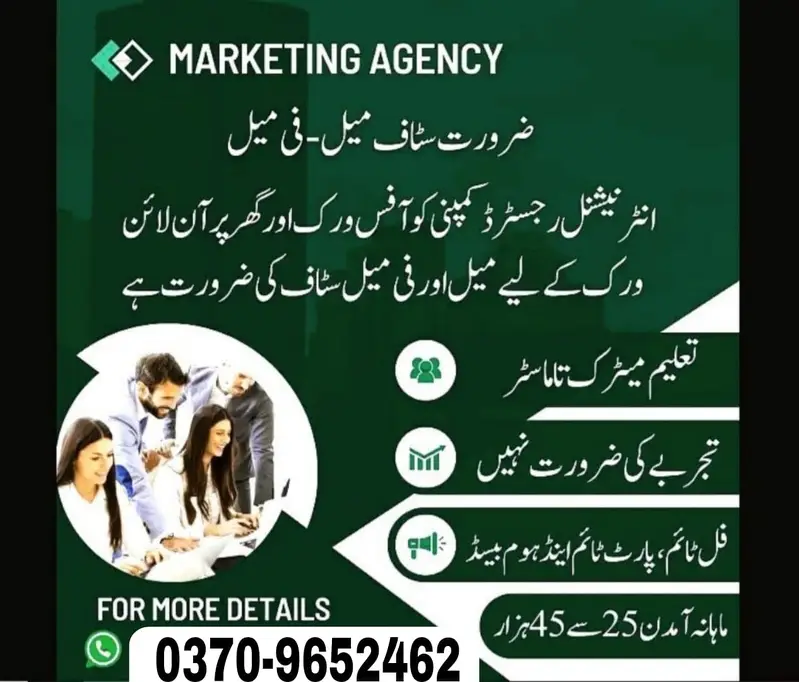 MARKETING AGENCY
ضرورت سٹاف میل-فی میل
انٹرنیشنل رجسٹرڈ کمپنی کو آفس ورک اور گھر پر آن لائن
ورک کے لیے میل اور فی میل سٹاف کی ضرورت ہے
تعلیم میٹرک تا ماسٹر
تجربے کی ضرورت نہیں
فل ٹائم، پارٹ ٹائم اینڈ ہوم بیسڈ
ماہانہ آمدن 25 سے 45 ہزار
FOR MORE DETAILS
0370-9652462